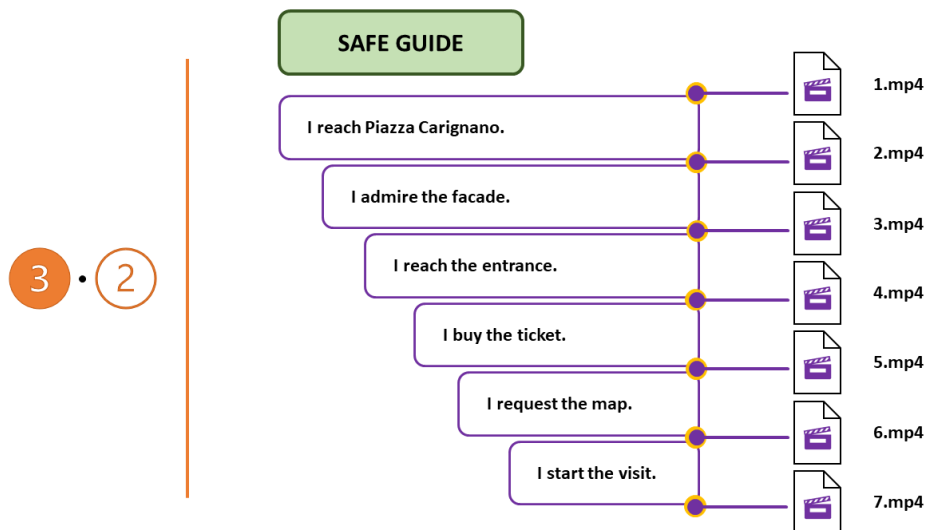 SAFE GUIDE
1.mp4
I reach Piazza Carignano.
2.mp4
I admire the facade.
3.mp4
I reach the entrance.
3 • 2
4.mp4
I buy the ticket.
5.mp4
I request the map.
6.mp4
I start the visit.
7.mp4